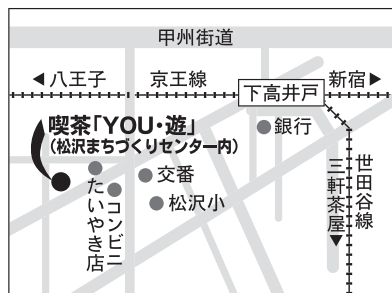 甲州街道
◀八王子
京王線
新宿▶
下高井戸
喫茶「YOU・遊」
(松沢まちづくりセンター内)
銀行
交番
松沢小
コンビニ
たいやき店
世田谷線
三軒茶屋▶